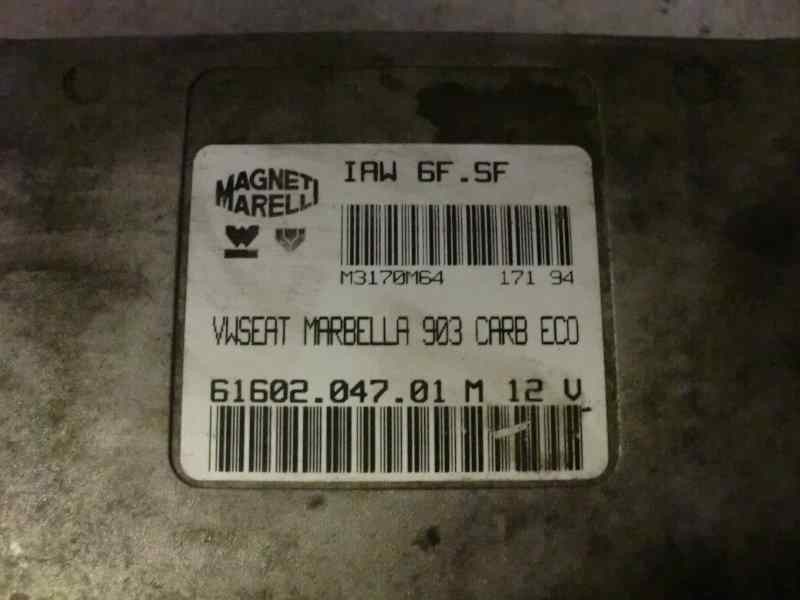 MAGNETI
MARELLI
IAW 6F.SF
M3170M64 171 94
VWSEAT MARBELLA 903 CARB ECO
61602.047.01 M 12 V